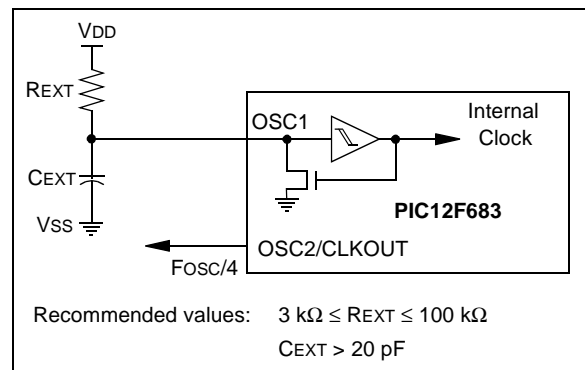 VDD
REXT
OSC1
Internal
Clock
CEXT
PIC12F683
VSS
OSC2/CLKOUT
FOSC/4
Recommended values: 3 kΩ ≤ REXT ≤ 100 kΩ
CEXT > 20 pF